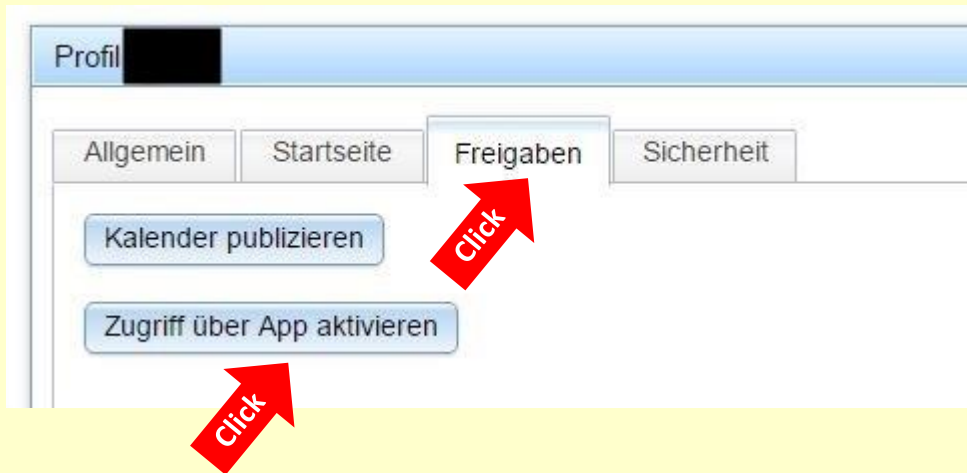 Profil
Allgemein Startseite Freigaben Sicherheit
Kalender publizieren
Click
Zugriff über App aktivieren
Click